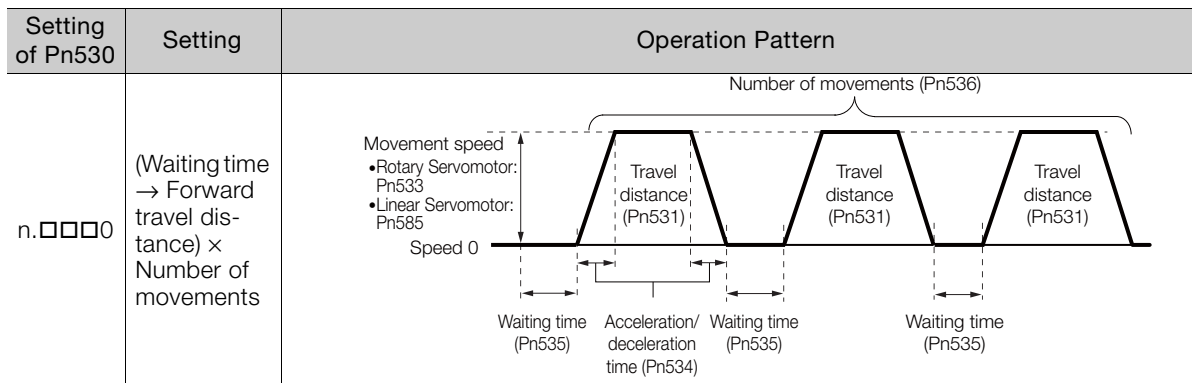 Setting
of Pn530
Setting
Operation Pattern
n.□□□0
(Waiting time
→ Forward
travel dis-
tance) ×
Number of
movements
Number of movements (Pn536)
Movement speed
•Rotary Servomotor:
Pn533
•Linear Servomotor:
Pn585
Speed 0
Travel
distance
(Pn531)
Travel
distance
(Pn531)
Travel
distance
(Pn531)
Waiting time
(Pn535)
Acceleration/
deceleration
time (Pn534)
Waiting time
(Pn535)
Waiting time
(Pn535)